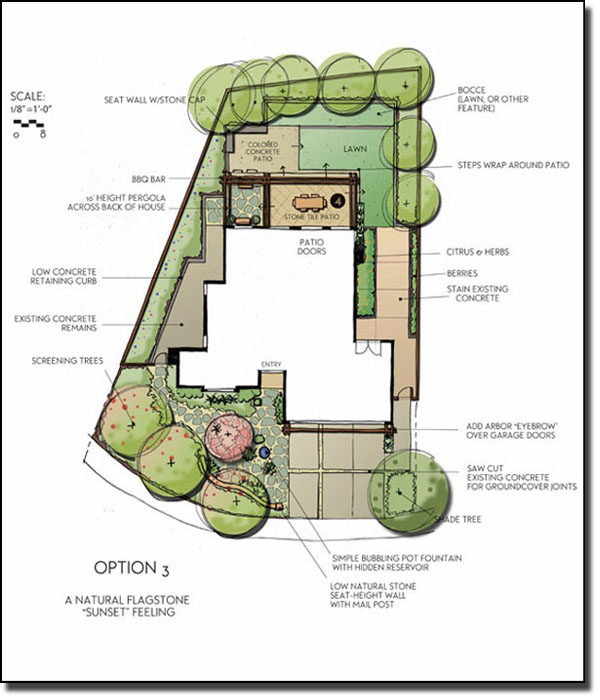 SCALE:
1/8" = 1'-0"
0 8
SEAT WALL W/STONE CAP
BOCCE
(LAWN, OR OTHER
FEATURE)
COLORED
CONCRETE
PATIO
LAWN
STEPS WRAP AROUND PATIO
BBQ BAR
10' HEIGHT PERGOLA
ACROSS BACK OF HOUSE
4
STONE TILE PATIO
PATIO
DOORS
CITRUS & HERBS
BERRIES
STAIN EXISTING
CONCRETE
LOW CONCRETE
RETAINING CURB
EXISTING CONCRETE
REMAINS
SCREENING TREES
ENTRY
ADD ARBOR "EYEBROW"
OVER GARAGE DOORS
SAW CUT
EXISTING CONCRETE
FOR GROUNDCOVER JOINTS
SHADE TREE
SIMPLE BUBBLING POT FOUNTAIN
WITH HIDDEN RESERVOIR
LOW NATURAL STONE
SEAT-HEIGHT WALL
WITH MAIL POST
OPTION 3
A NATURAL FLAGSTONE
"SUNSET" FEELING